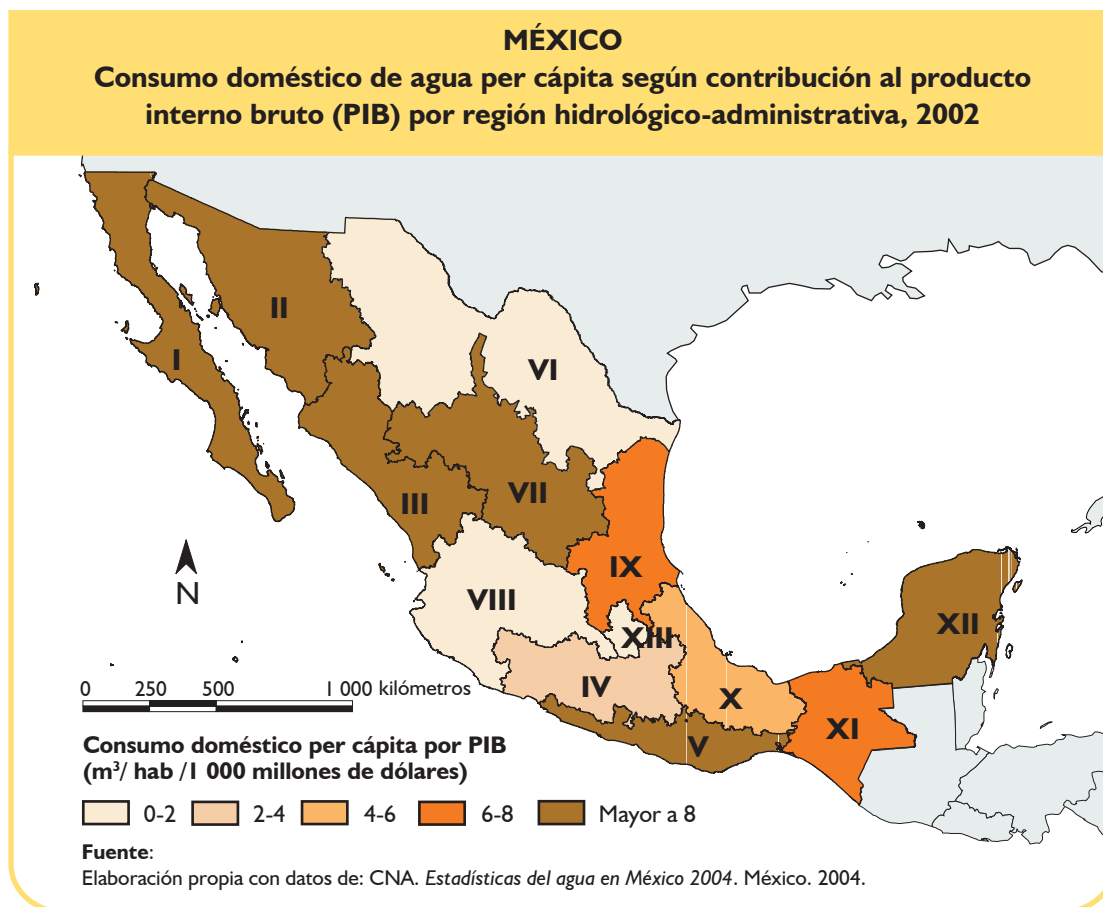 MÉXICO
Consumo doméstico de agua per cápita según contribución al producto
interno bruto (PIB) por región hidrológico-administrativa, 2002
II
I
VI
III
VII
IX
VIII
XIII
XII
IV
X
V
XI
N
0 250 500 1 000 kilómetros
Consumo doméstico per cápita por PIB
(m³/ hab /1 000 millones de dólares)
0-2 2-4 4-6 6-8 Mayor a 8
Fuente:
Elaboración propia con datos de: CNA. Estadísticas del agua en México 2004. México. 2004.